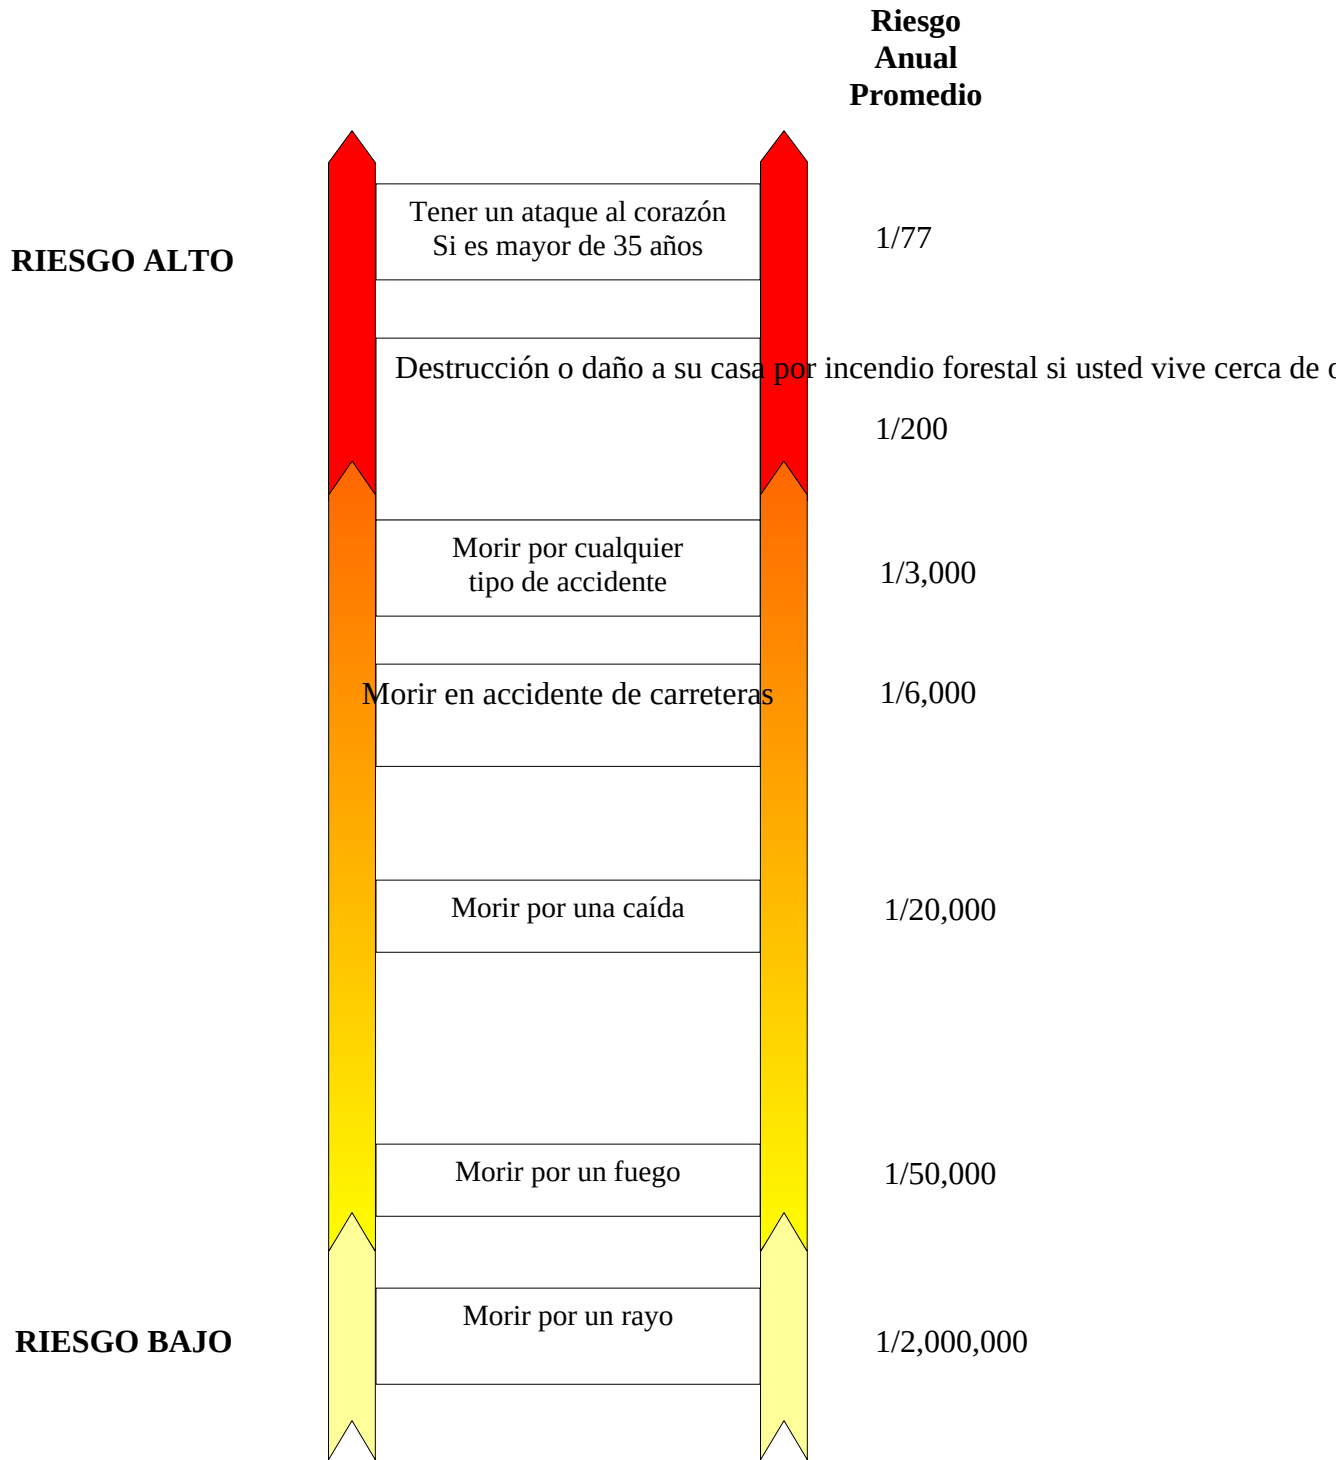 Riesgo
Anual
Promedio
Tener un ataque al corazón
Si es mayor de 35 años
1/77
RIESGO ALTO
Destrucción o daño a su casa por incendio forestal si usted vive cerca de
1/200
Morir por cualquier
tipo de accidente
1/3,000
Morir en accidente de carreteras
1/6,000
Morir por una caída
1/20,000
Morir por un fuego
1/50,000
Morir por un rayo
RIESGO BAJO
1/2,000,000